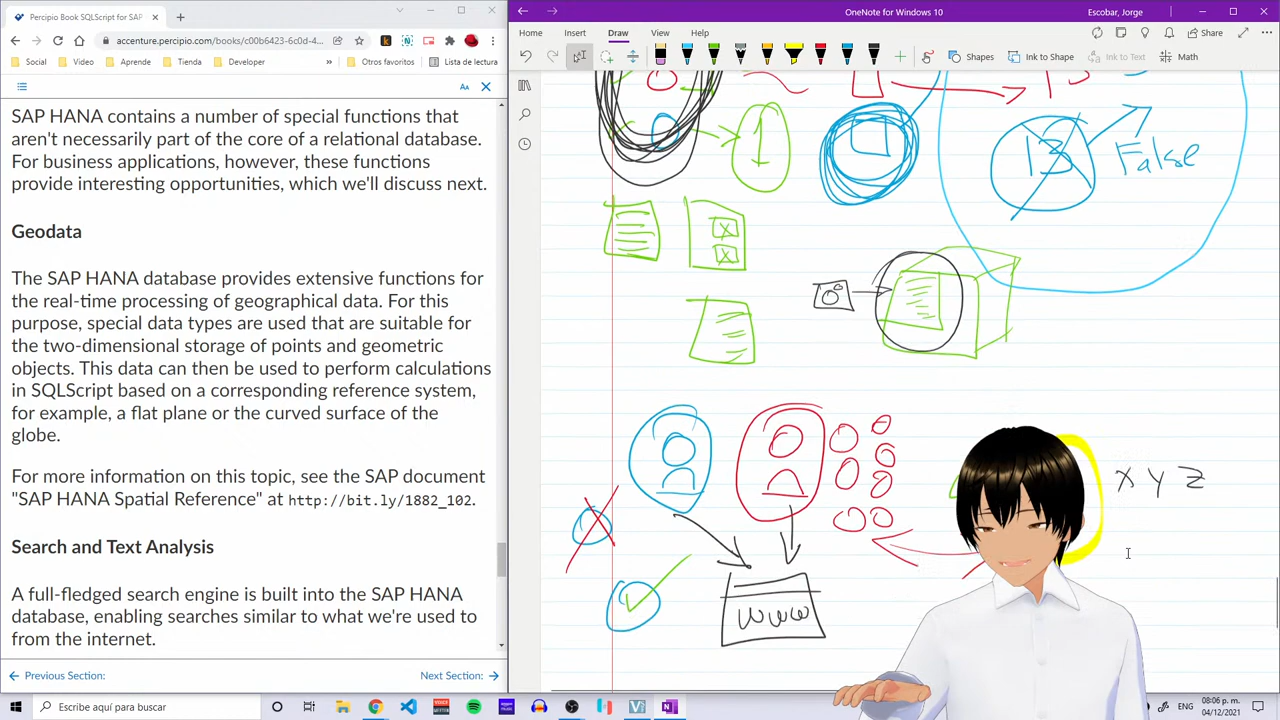 Percipio Book SQLScript for SAP
accenture.percipio.com/books/c00b6423-6c0d-4...
Social
Video
Aprende
Tienda
Developer
»
Otros favoritos
Lista de lectura
SAP HANA contains a number of special functions that
aren't necessarily part of the core of a relational database.
For business applications, however, these functions
provide interesting opportunities, which we'll discuss next.
Geodata
The SAP HANA database provides extensive functions for
the real-time processing of geographical data. For this
purpose, special data types are used that are suitable for
the two-dimensional storage of points and geometric
objects. This data can then be used to perform calculations
in SQLScript based on a corresponding reference system,
for example, a flat plane or the curved surface of the
globe.
For more information on this topic, see the SAP document
"SAP HANA Spatial Reference" at http://bit.ly/1882_102.
Search and Text Analysis
A full-fledged search engine is built into the SAP HANA
database, enabling searches similar to what we're used to
from the internet.
Previous Section:
Next Section:
OneNote for Windows 10
Escobar, Jorge
Home
Insert
Draw
View
Help
Share
Shapes
Ink to Shape
Ink to Text
Math
1
13
False
x y z
www
Escribe aquí para buscar
ENG
08:06 p. m.
04/12/2021